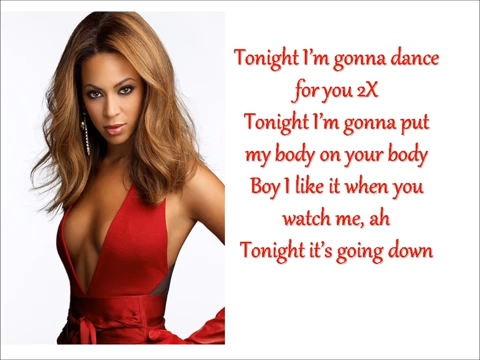 Tonight I'm gonna dance
for you 2X
Tonight I'm gonna put
my body on your body
Boy I like it when you
watch me, ah
Tonight it's going down